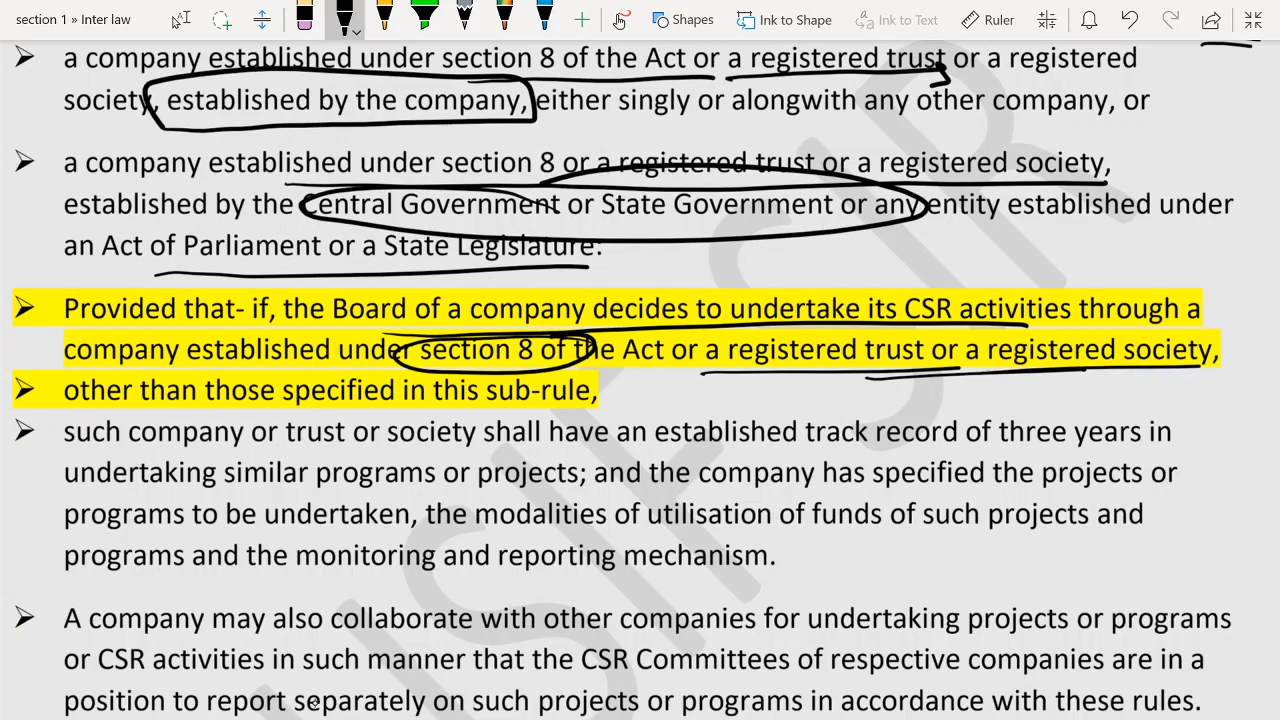 section 1 » Inter law
Shapes
Ink to Shape
Ink to Text
Ruler
➢ a company established under section 8 of the Act or a registered trust or a registered
society, established by the company, either singly or alongwith any other company, or
➢ a company established under section 8 or a registered trust or a registered society,
established by the Central Government or State Government or any entity established under
an Act of Parliament or a State Legislature:
➢ Provided that- if, the Board of a company decides to undertake its CSR activities through a
company established under section 8 of the Act or a registered trust or a registered society,
➢ other than those specified in this sub-rule,
➢ such company or trust or society shall have an established track record of three years in
undertaking similar programs or projects; and the company has specified the projects or
programs to be undertaken, the modalities of utilisation of funds of such projects and
programs and the monitoring and reporting mechanism.
➢ A company may also collaborate with other companies for undertaking projects or programs
or CSR activities in such manner that the CSR Committees of respective companies are in a
position to report separately on such projects or programs in accordance with these rules.